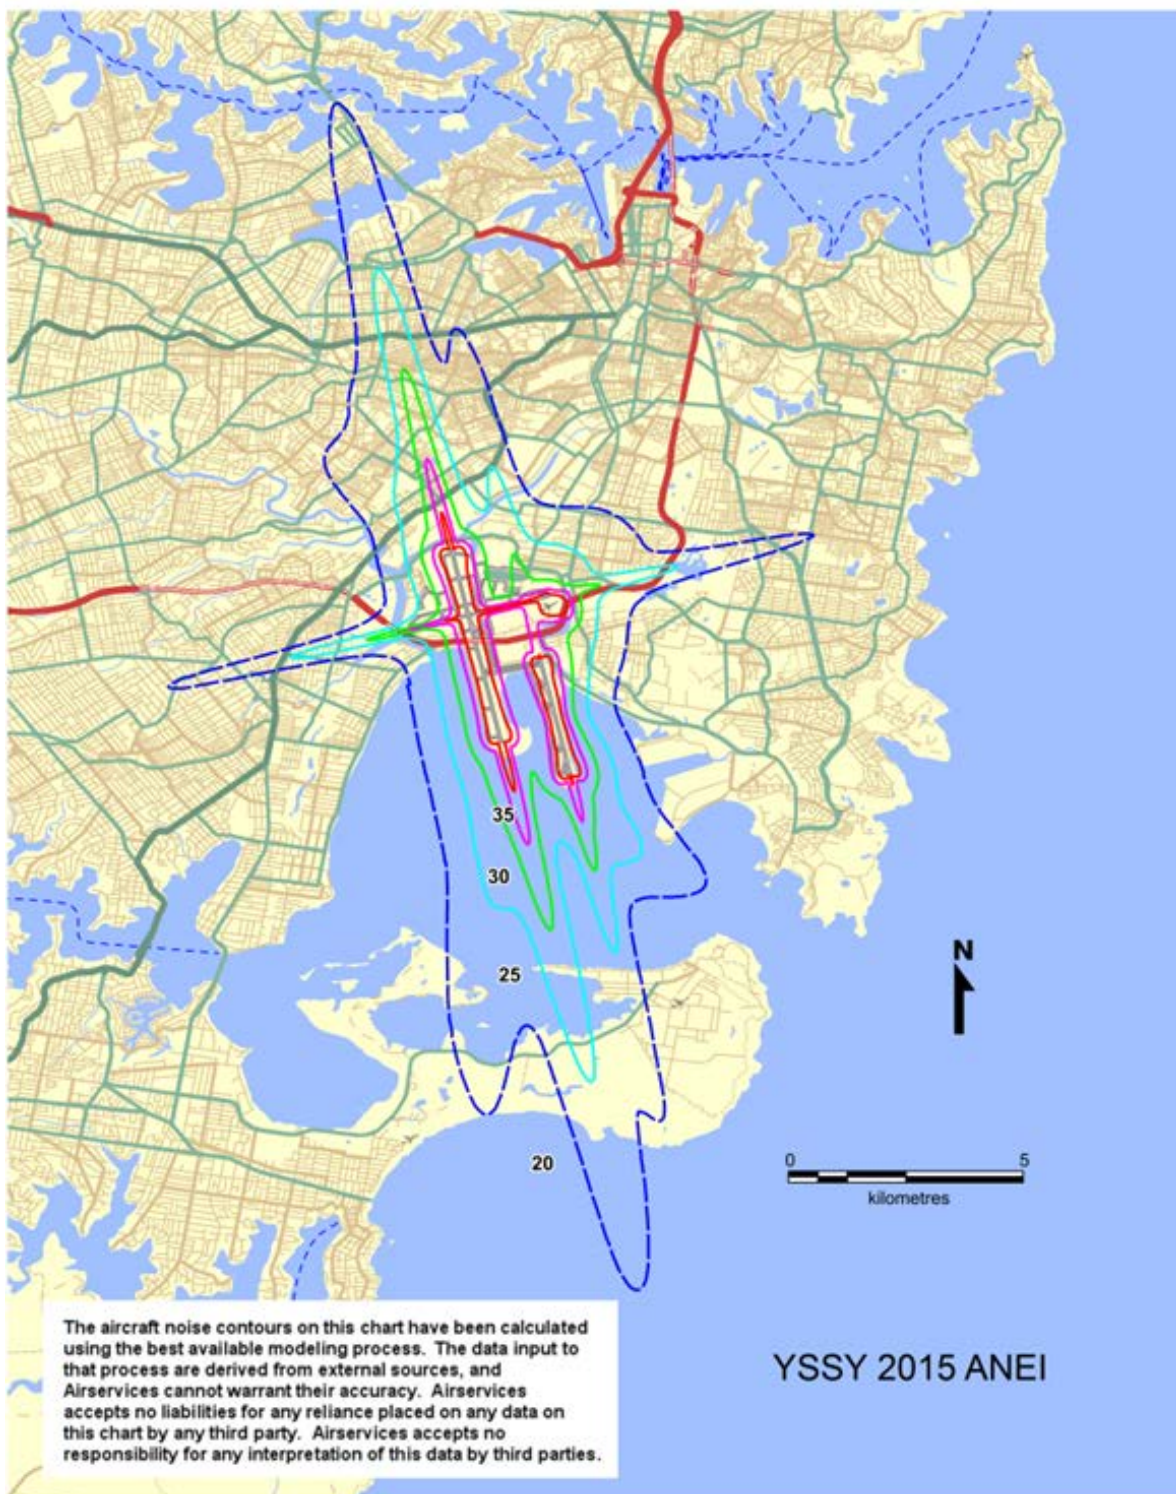 35
30
25
N
20
0 5
kilometres
The aircraft noise contours on this chart have been calculated
using the best available modeling process. The data input to
that process are derived from external sources, and
Airservices cannot warrant their accuracy. Airservices
accepts no liabilities for any reliance placed on any data on
this chart by any third party. Airservices accepts no
responsibility for any interpretation of this data by third parties.
YSSY 2015 ANEI